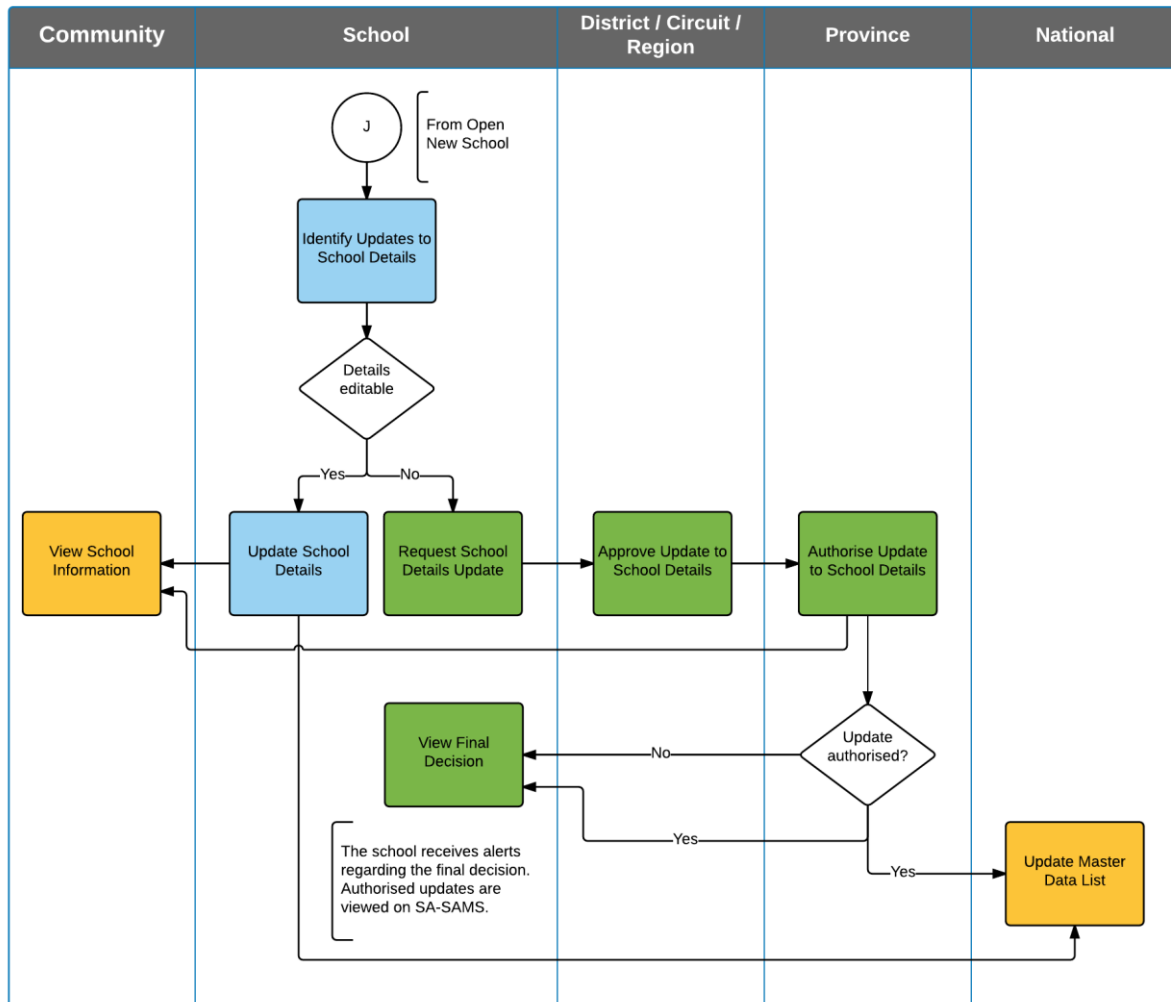 Community
School
District / Circuit /
Region
Province
National
J
From Open
New School
Identify Updates to
School Details
Details
editable
Yes
No
View School
Information
Update School
Details
Request School
Details Update
Approve Update to
School Details
Authorise Update
to School Details
View Final
Decision
No
Update
authorised?
Yes
Yes
The school receives alerts
regarding the final decision.
Authorised updates are
viewed on SA-SAMS.
Update Master
Data List